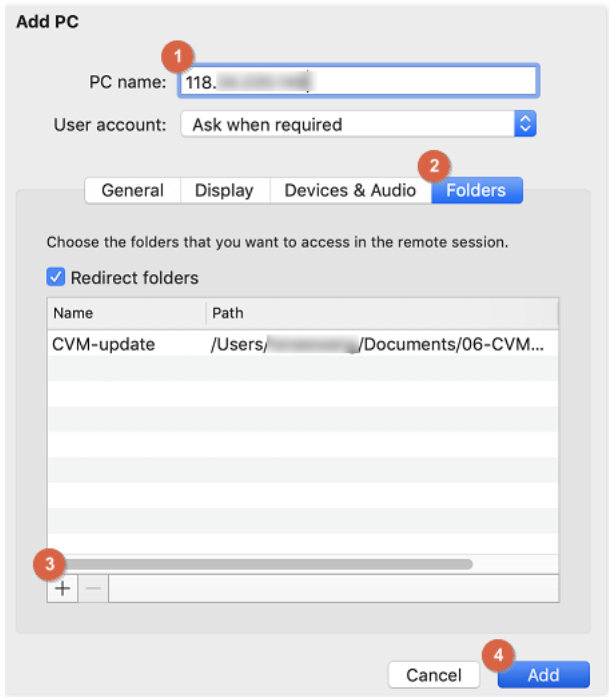 Add PC
1
PC name: 118.
User account: Ask when required
2
General Display Devices & Audio Folders
Choose the folders that you want to access in the remote session.
Redirect folders
Name Path
CVM-update /Users/ /Documents/06-CVM...
3
+ −
4
Cancel Add